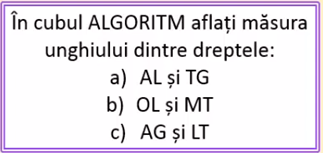 În cubul ALGORITM aflați măsura
unghiului dintre dreptele:
a) AL și TG
b) OL și MT
c) AG și LT